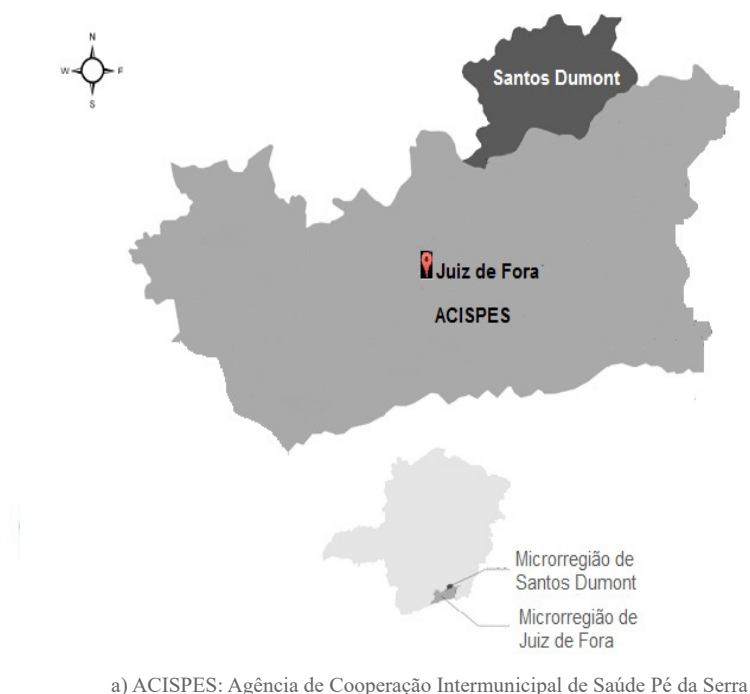 N
W
E
S
Santos Dumont
Juiz de Fora
ACISPES
Microrregião de
Santos Dumont
Microrregião de
Juiz de Fora
a) ACISPES: Agência de Cooperação Intermunicipal de Saúde Pé da Serra